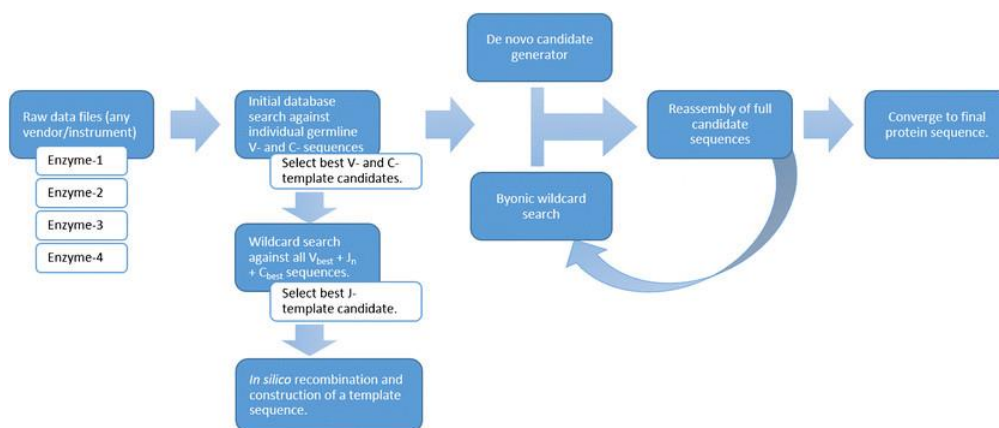 Raw data files (any
vendor/instrument)
Enzyme-1
Enzyme-2
Enzyme-3
Enzyme-4
Initial database
search against
individual germline
V- and C- sequences
Select best V- and C-
template candidates.
Wildcard search
against all Vbest + Jn
+ Cbest sequences.
Select best J-
template candidate.
In silico recombination and
construction of a template
sequence.
De novo candidate
generator
Byonic wildcard
search
Reassembly of full
candidate
sequences
Converge to final
protein sequence.